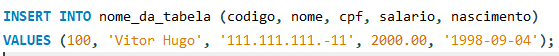 INSERT INTO nome_da_tabela (codigo, nome, cpf, salario, nascimento)
VALUES (100, 'Vitor Hugo', '111.111.111.-11', 2000.00, '1998-09-04');